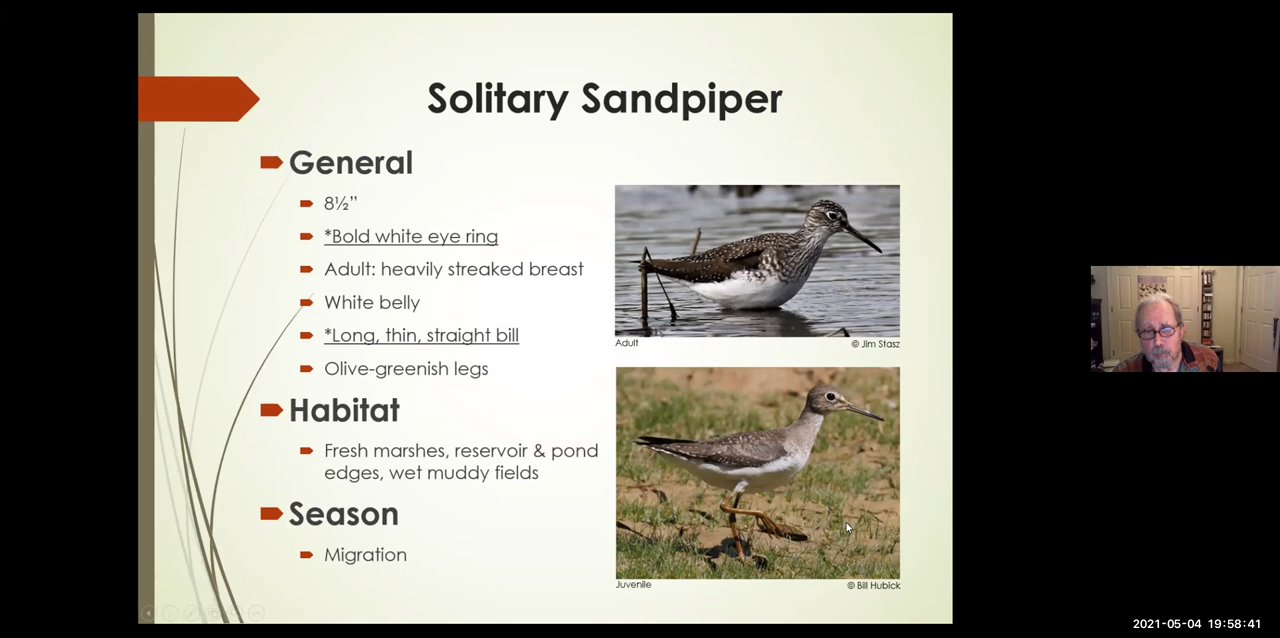 Solitary Sandpiper
General
8½”
*Bold white eye ring
Adult: heavily streaked breast
White belly
*Long, thin, straight bill
Olive-greenish legs
Habitat
Fresh marshes, reservoir & pond
edges, wet muddy fields
Season
Migration
Adult
© Jim Stasz
Juvenile
© Bill Hubick
2021-05-04 19:58:41